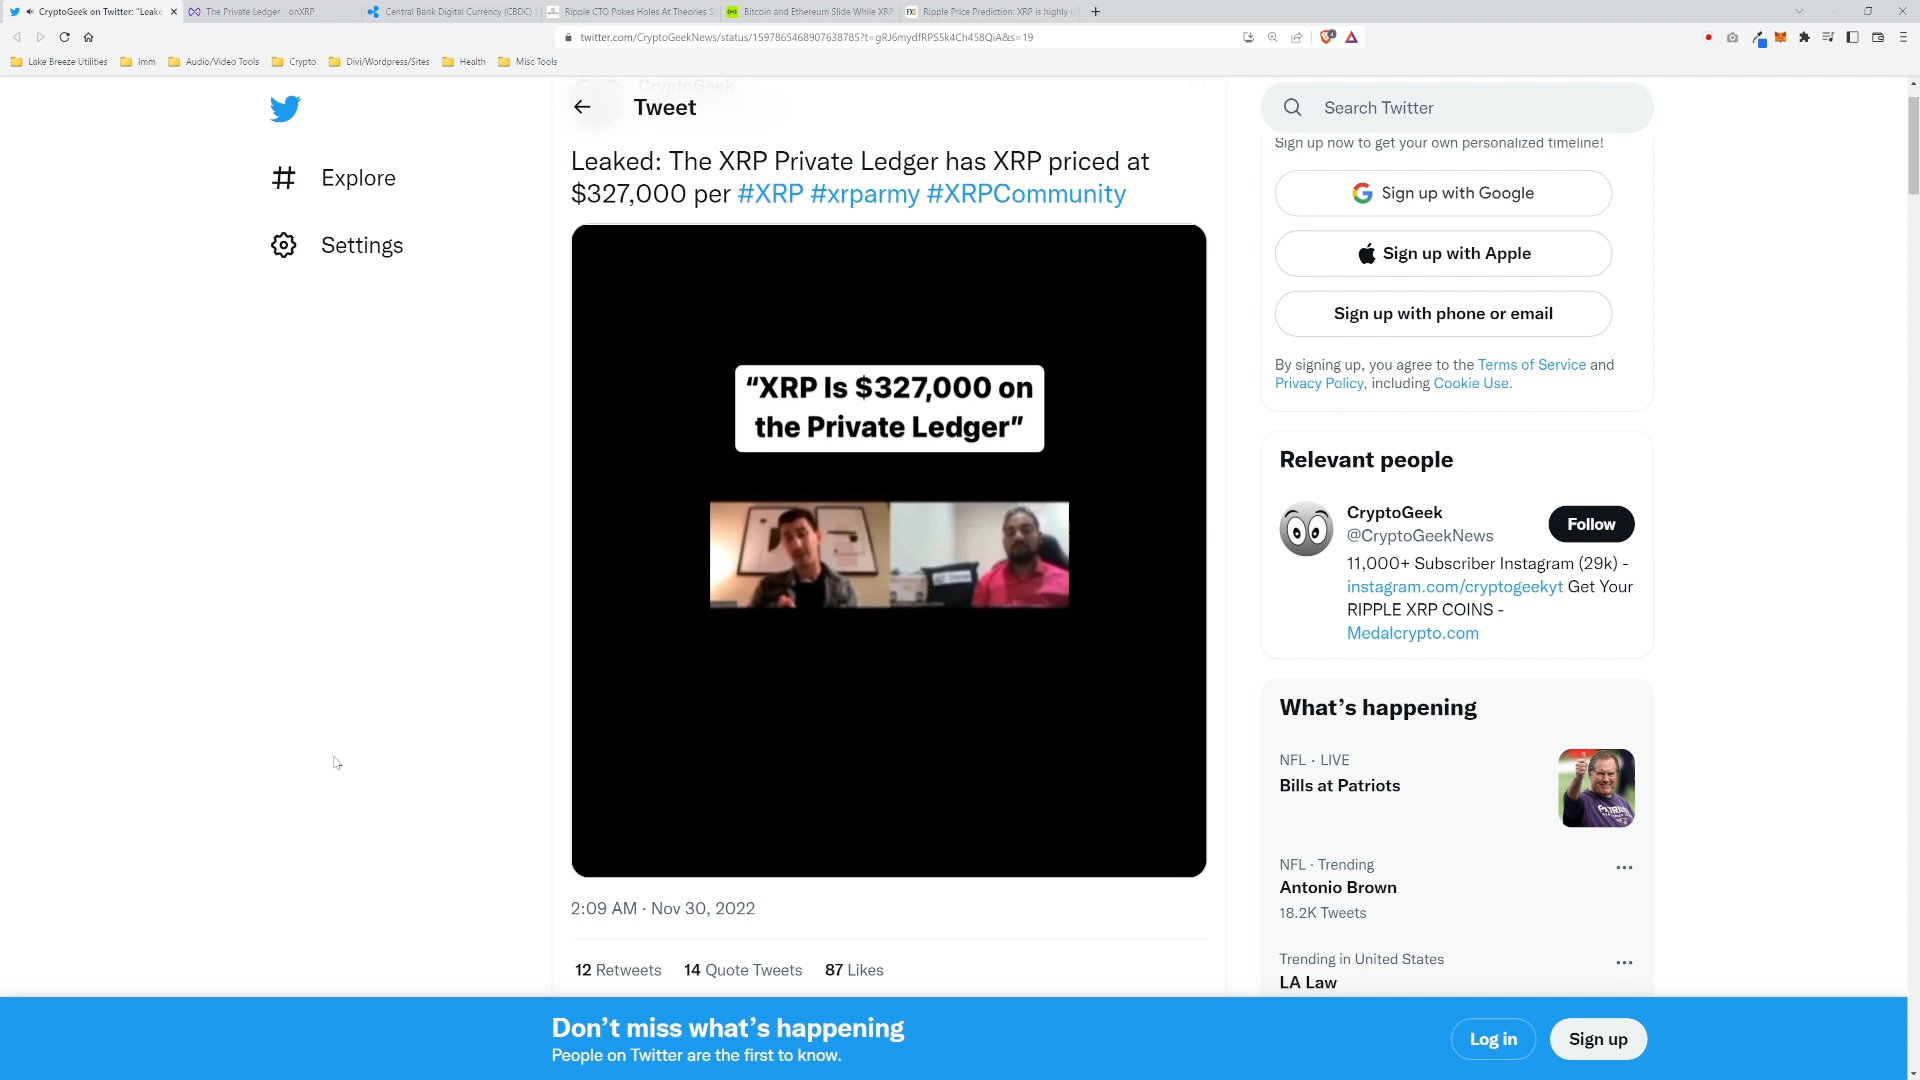 CryptoGeek on Twitter: "Leake
The Private Ledger - onXRP
Central Bank Digital Currency (CBDC)
Ripple CTO Pokes Holes At Theories S
Bitcoin and Ethereum Slide While XRP
Ripple Price Prediction: XRP is highly u
twitter.com/CryptoGeekNews/status/1597865468907638785?t=gRJ6mydfRPS5k4Ch458QiA&s=19
Lake Breeze Utilities
Imm
Audio/Video Tools
Crypto
Divi/Wordpress/Sites
Health
Misc Tools
Explore
Settings
CryptoGeek
Tweet
Leaked: The XRP Private Ledger has XRP priced at
$327,000 per #XRP #xrparmy #XRPCommunity
“XRP Is $327,000 on
the Private Ledger”
2:09 AM · Nov 30, 2022
12 Retweets 14 Quote Tweets 87 Likes
Search Twitter
Sign up now to get your own personalized timeline!
Sign up with Google
Sign up with Apple
Sign up with phone or email
By signing up, you agree to the Terms of Service and
Privacy Policy, including Cookie Use.
Relevant people
CryptoGeek
@CryptoGeekNews
Follow
11,000+ Subscriber Instagram (29k) -
instagram.com/cryptogeekyt Get Your
RIPPLE XRP COINS -
Medalcrypto.com
What’s happening
NFL · LIVE
Bills at Patriots
NFL · Trending
Antonio Brown
18.2K Tweets
Trending in United States
LA Law
Don’t miss what’s happening
People on Twitter are the first to know.
Log in
Sign up